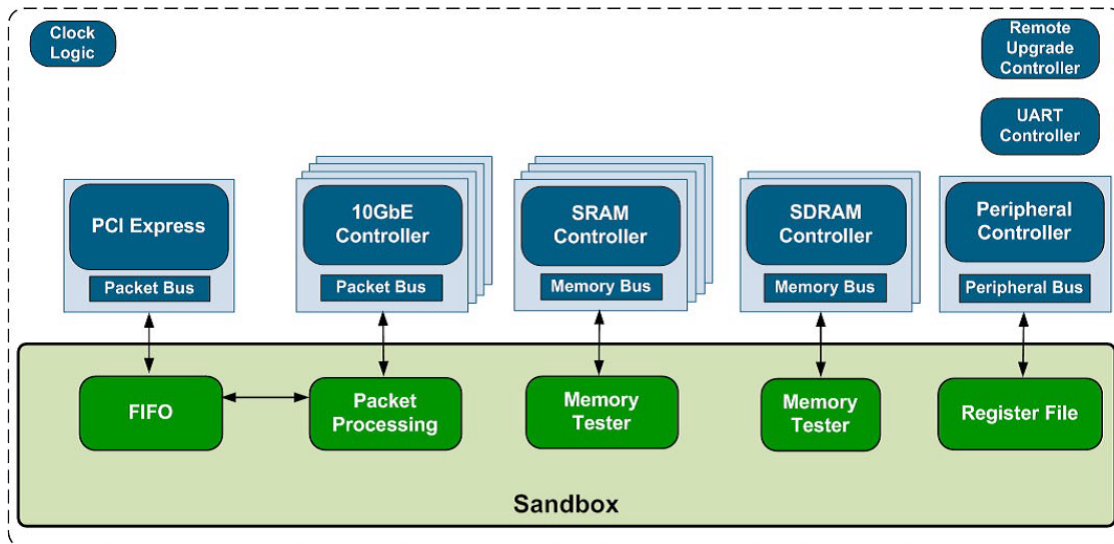 Clock
Logic
Remote
Upgrade
Controller
UART
Controller
PCI Express
Packet Bus
10GbE
Controller
Packet Bus
SRAM
Controller
Memory Bus
SDRAM
Controller
Memory Bus
Peripheral
Controller
Peripheral Bus
FIFO
Packet
Processing
Memory
Tester
Memory
Tester
Register File
Sandbox